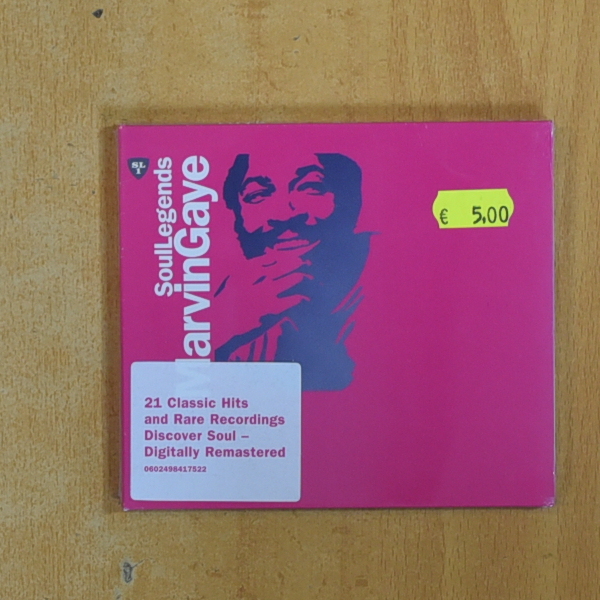 SL
1
SoulLegends
MarvinGaye
€ 5.00
21 Classic Hits
and Rare Recordings
Discover Soul –
Digitally Remastered
0602498417522